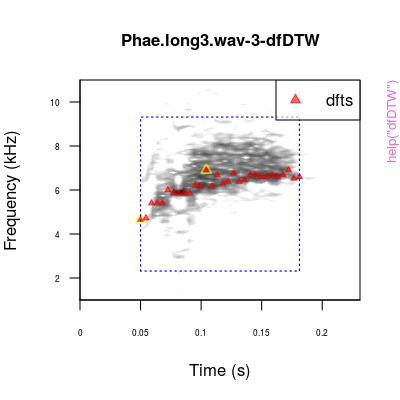 Phae.long3.wav-3-dfDTW
dfts
help("dfDTW")
Frequency (kHz)
10
8
6
4
2
0
0.05
0.1
0.15
0.2
Time (s)